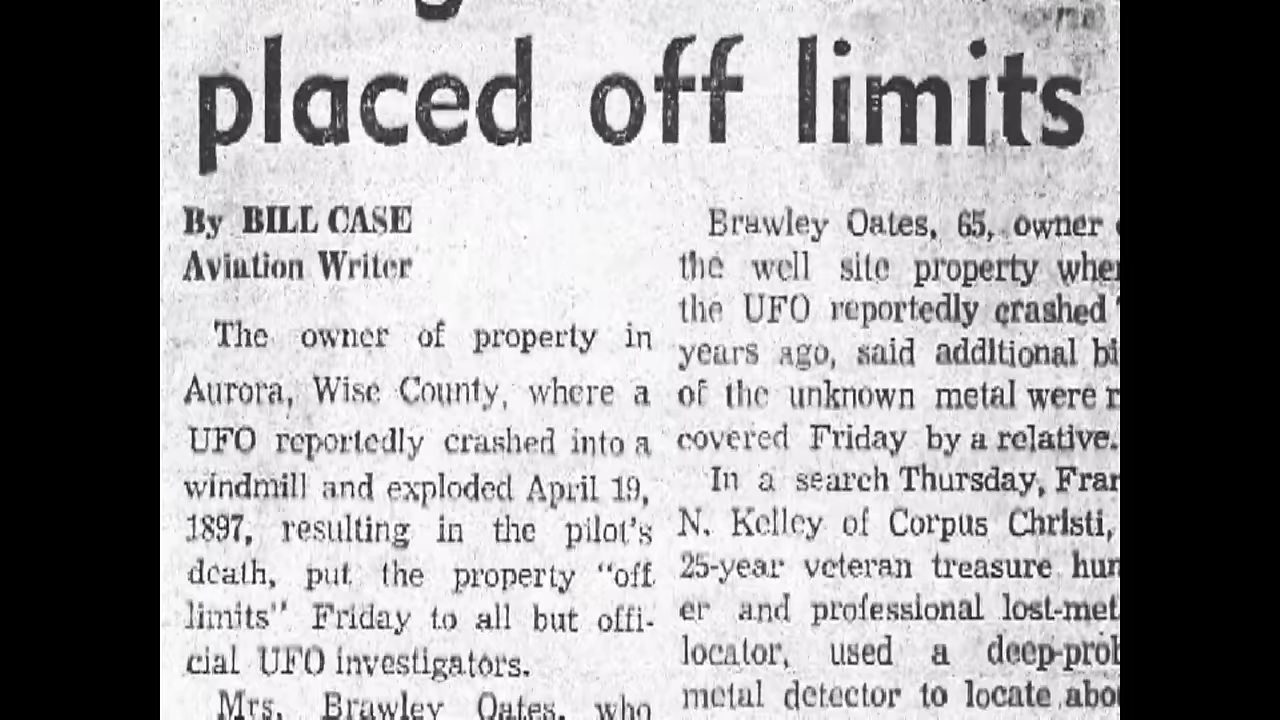 placed off limits
By BILL CASE
Aviation Writer
The owner of property in
Aurora, Wise County, where a
UFO reportedly crashed into a
windmill and exploded April 19,
1897, resulting in the pilot's
death, put the property "off
limits" Friday to all but offi-
cial UFO investigators.
Mrs. Brawley Oates, who
Brawley Oates, 65, owner
the well site property
the UFO reportedly crashed
years ago, said additional
of the unknown metal were
covered Friday by a relative.
In a search Thursday,
N. Kelley of Corpus Christi,
25-year veteran treasure
er and professional
locator, used a
metal detector to locate